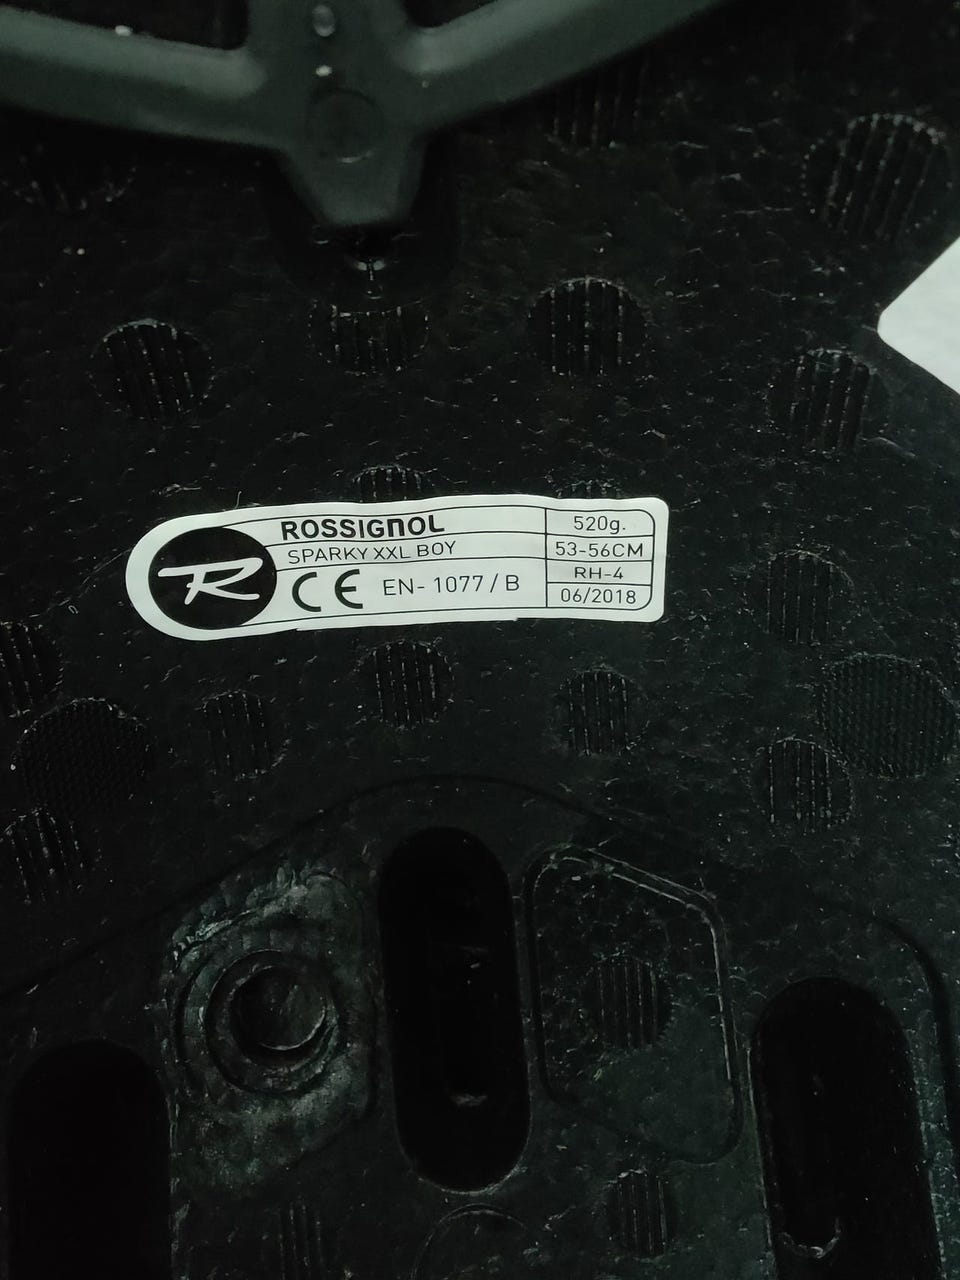 R
ROSSIGNOL
SPARKY XXL BOY
CE EN- 1077 / B
520g.
53-56CM
RH-4
06/2018